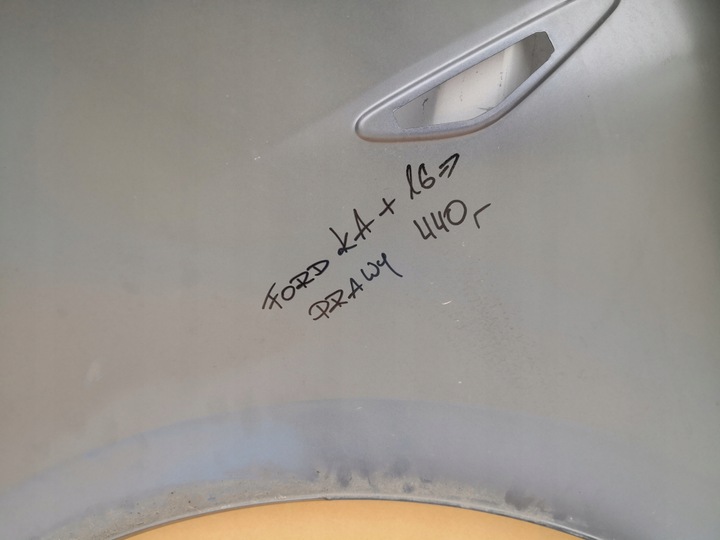 FORD KA + 16 =>
PRAWY 440,-